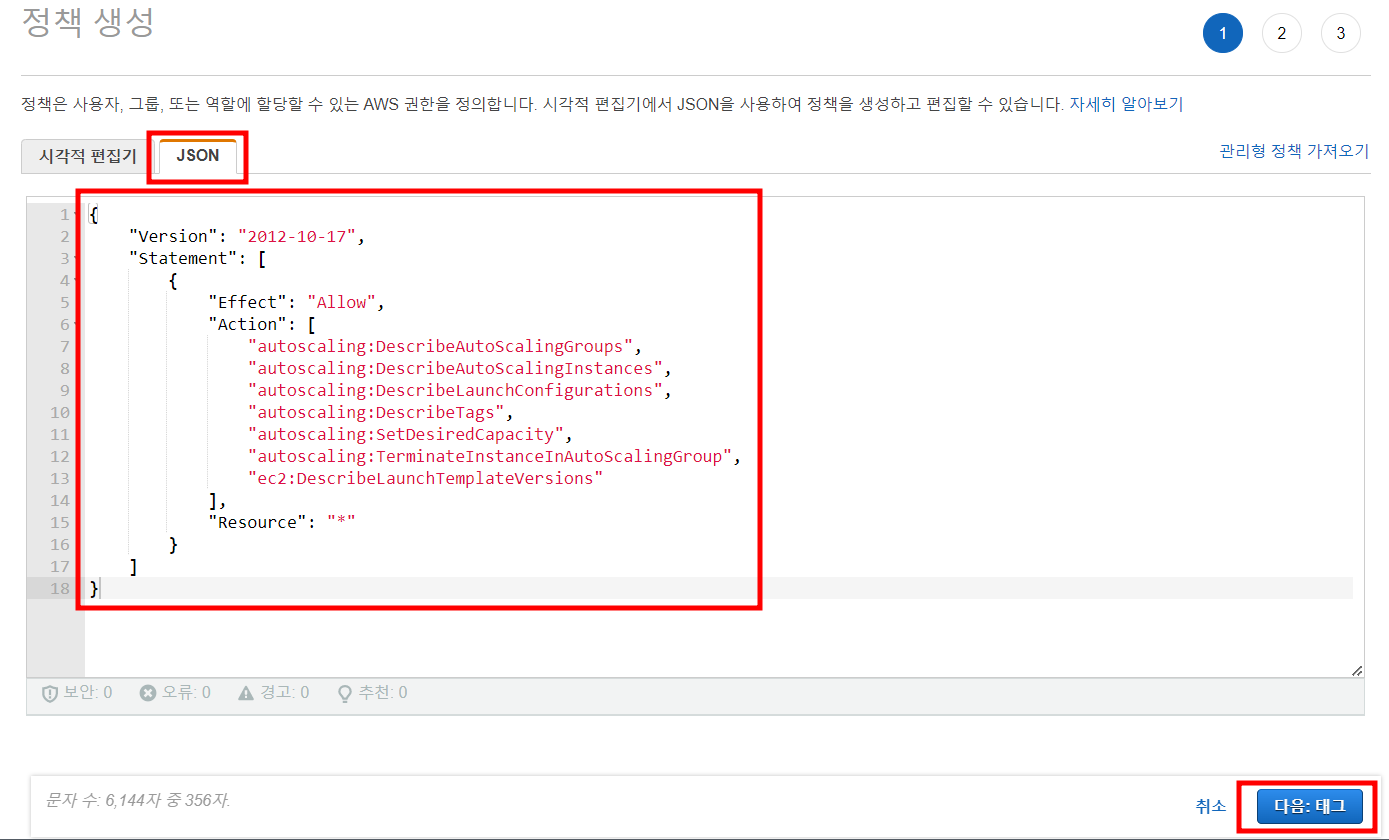 정책 생성
1 2 3
정책은 사용자, 그룹, 또는 역할에 할당할 수 있는 AWS 권한을 정의합니다. 시각적 편집기에서 JSON을 사용하여 정책을 생성하고 편집할 수 있습니다. 자세히 알아보기
시각적 편집기 JSON 관리형 정책 가져오기
1 {
2 "Version": "2012-10-17",
3 "Statement": [
4 {
5 "Effect": "Allow",
6 "Action": [
7 "autoscaling:DescribeAutoScalingGroups",
8 "autoscaling:DescribeAutoScalingInstances",
9 "autoscaling:DescribeLaunchConfigurations",
10 "autoscaling:DescribeTags",
11 "autoscaling:SetDesiredCapacity",
12 "autoscaling:TerminateInstanceInAutoScalingGroup",
13 "ec2:DescribeLaunchTemplateVersions"
14 ],
15 "Resource": "*"
16 }
17 ]
18 }
보안: 0 오류: 0 경고: 0 추천: 0
문자 수: 6,144자 중 356자. 취소 다음: 태그